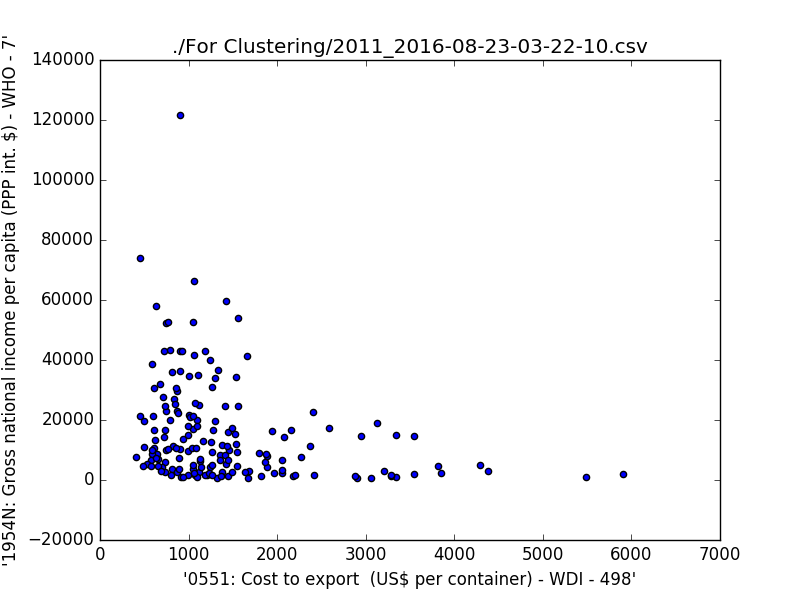 ./For Clustering/2011_2016-08-23-03-22-10.csv
140000
120000
100000
80000
60000
40000
20000
0
−20000
0 1000 2000 3000 4000 5000 6000 7000
'0551: Cost to export  (US$ per container) - WDI - 498'
'1954N: Gross national income per capita (PPP int. $) - WHO - 7'